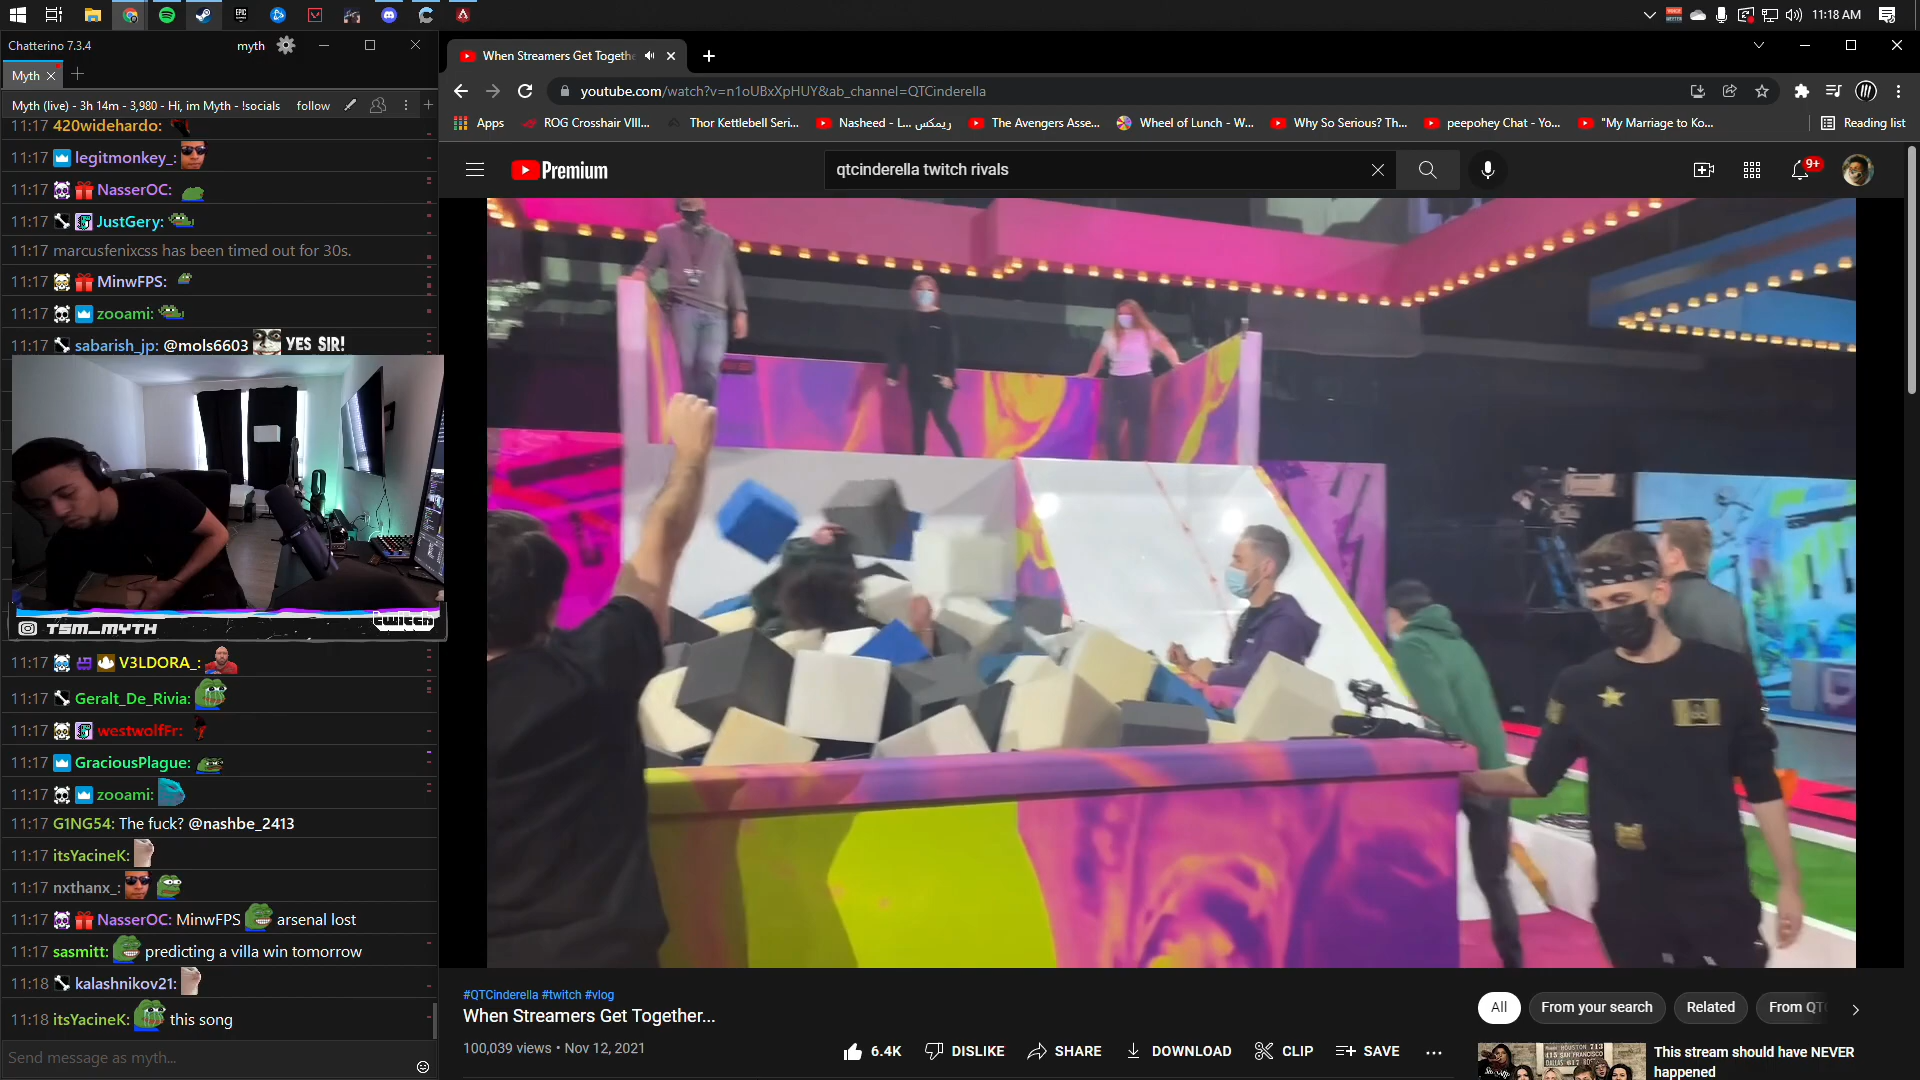 11:18 AM
Chatterino 7.3.4
myth
Myth
Myth (live) - 3h 14m - 3,980 - Hi, im Myth - !socials
follow
11:17 420widehardo:
11:17 legitmonkey_:
11:17 NasserOC:
11:17 JustGery:
11:17 marcusfenixcss has been timed out for 30s.
11:17 MinwFPS:
11:17 zooami:
11:17 sabarish_jp: @mols6603 YES SIR!
TSM_MYTH
twitch
11:17 V3LDORA_:
11:17 Geralt_De_Rivia:
11:17 westwolfFr:
11:17 GraciousPlague:
11:17 zooami:
11:17 G1NG54: The fuck? @nashbe_2413
11:17 itsYacineK:
11:17 nxthanx_:
11:17 NasserOC: MinwFPS arsenal lost
11:17 sasmitt: predicting a villa win tomorrow
11:18 kalashnikov21:
11:18 itsYacineK: this song
Send message as myth...
When Streamers Get Togethe
youtube.com/watch?v=n1oUBxXpHUY&ab_channel=QTCinderella
Apps
ROG Crosshair VIII...
Thor Kettlebell Seri...
Nasheed - L... ريمكس
The Avengers Asse...
Wheel of Lunch - W...
Why So Serious? Th...
peepohey Chat - Yo...
"My Marriage to Ko...
Reading list
Premium
qtcinderella twitch rivals
9+
#QTCinderella #twitch #vlog
When Streamers Get Together...
100,039 views • Nov 12, 2021
6.4K
DISLIKE
SHARE
DOWNLOAD
CLIP
SAVE
All
From your search
Related
From QTC
This stream should have NEVER
happened